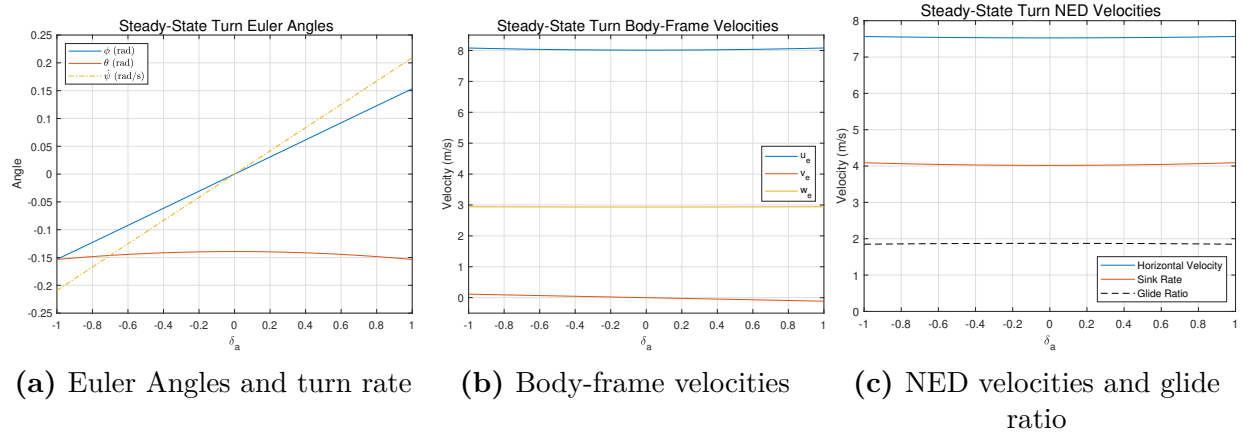 Steady-State Turn Euler Angles
0.25
0.2
0.15
0.1
0.05
0
-0.05
-0.1
-0.15
-0.2
-0.25
Angle
ϕ (rad)
θ (rad)
ψ̇ (rad/s)
-1 -0.8 -0.6 -0.4 -0.2 0 0.2 0.4 0.6 0.8 1
δa
(a) Euler Angles and turn rate
Steady-State Turn Body-Frame Velocities
8
7
6
5
4
3
2
1
0
Velocity (m/s)
ue
ve
we
-1 -0.8 -0.6 -0.4 -0.2 0 0.2 0.4 0.6 0.8 1
δa
(b) Body-frame velocities
Steady-State Turn NED Velocities
8
7
6
5
4
3
2
1
0
Velocity (m/s)
Horizontal Velocity
Sink Rate
Glide Ratio
-1 -0.8 -0.6 -0.4 -0.2 0 0.2 0.4 0.6 0.8 1
δa
(c) NED velocities and glide
ratio